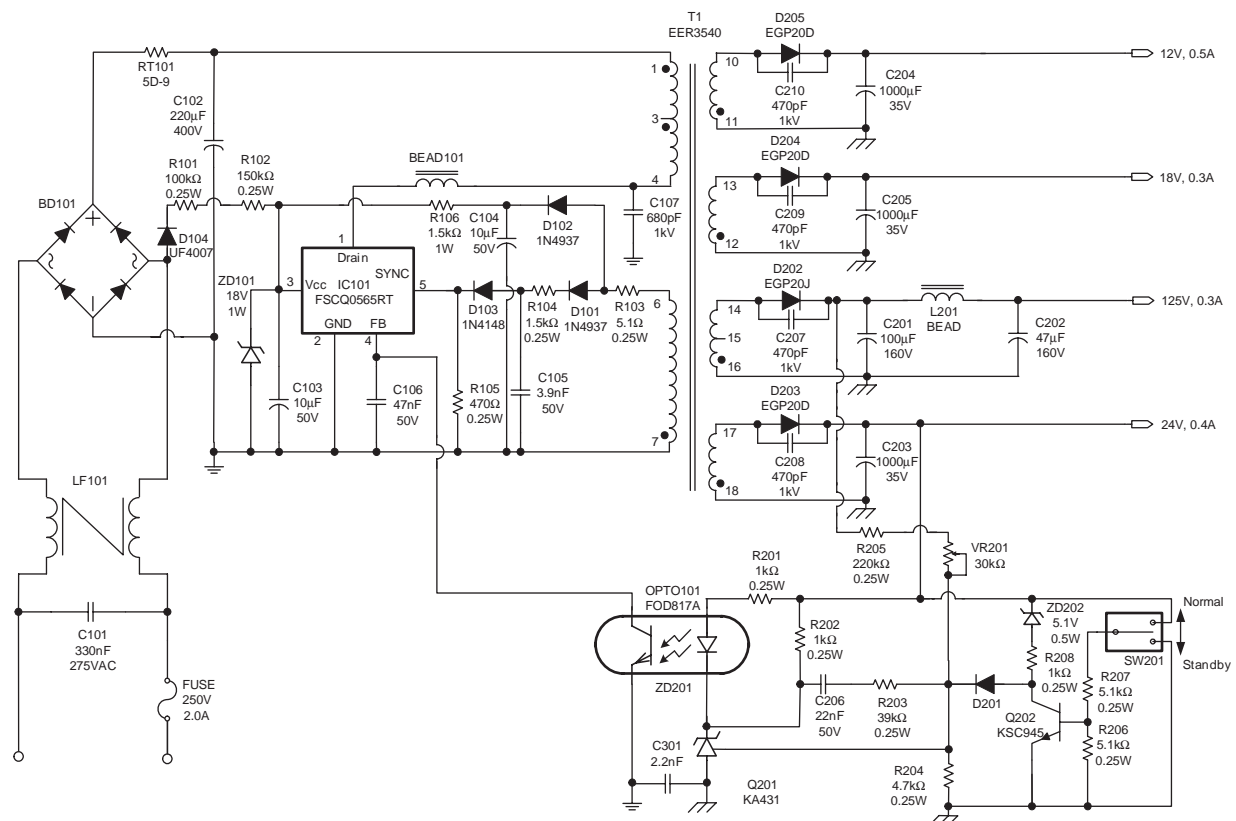 T1
EER3540
RT101
5D-9
C102
220μF
400V
R101
100kΩ
0.25W
R102
150kΩ
0.25W
BD101
D104
UF4007
BEAD101
1
3
4
R106
1.5kΩ
1W
C104
10μF
50V
D102
1N4937
C107
680pF
1kV
1
Drain
SYNC
Vcc
IC101
FSCQ0565RT
GND
FB
3
5
2
4
ZD101
18V
1W
D103
1N4148
R104
1.5kΩ
0.25W
D101
1N4937
R103
5.1Ω
0.25W
6
7
C103
10μF
50V
C106
47nF
50V
R105
470Ω
0.25W
C105
3.9nF
50V
LF101
C101
330nF
275VAC
FUSE
250V
2.0A
D205
EGP20D
10
11
C210
470pF
1kV
C204
1000μF
35V
12V, 0.5A
D204
EGP20D
13
12
C209
470pF
1kV
C205
1000μF
35V
18V, 0.3A
D202
EGP20J
14
15
16
C207
470pF
1kV
C201
100μF
160V
L201
BEAD
C202
47μF
160V
125V, 0.3A
D203
EGP20D
17
18
C208
470pF
1kV
C203
1000μF
35V
24V, 0.4A
R205
220kΩ
0.25W
VR201
30kΩ
OPTO101
FOD817A
R201
1kΩ
0.25W
R202
1kΩ
0.25W
ZD201
C206
22nF
50V
R203
39kΩ
0.25W
D201
ZD202
5.1V
0.5W
R208
1kΩ
0.25W
Q202
KSC945
R207
5.1kΩ
0.25W
R206
5.1kΩ
0.25W
SW201
Normal
Standby
C301
2.2nF
Q201
KA431
R204
4.7kΩ
0.25W